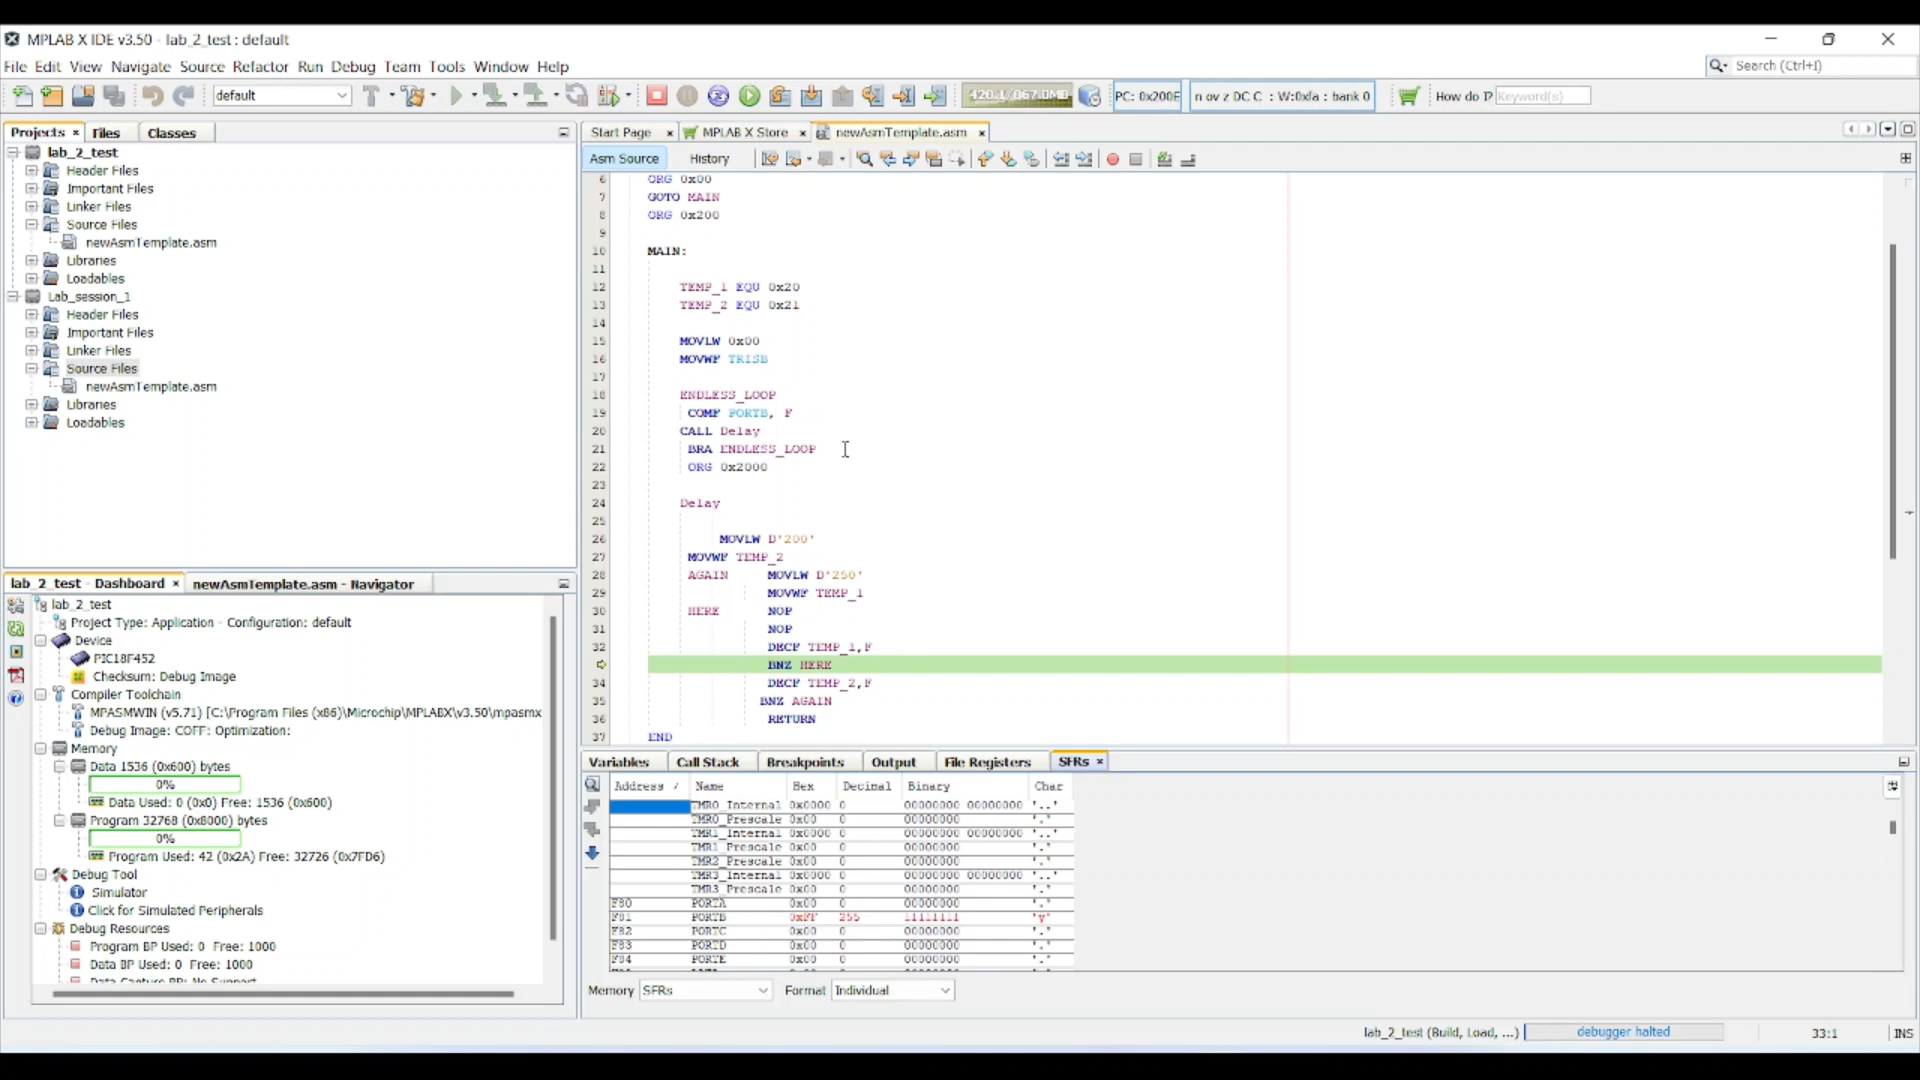 MPLAB X IDE v3.50 - lab_2_test : default
File Edit View Navigate Source Refactor Run Debug Team Tools Window Help
Search (Ctrl+I)
default
PC: 0x200E
n ov z DC C : W:0xfa : bank 0
How do I? Keyword(s)
Projects Files Classes
lab_2_test
Header Files
Important Files
Linker Files
Source Files
newAsmTemplate.asm
Libraries
Loadables
Lab_session_1
Header Files
Important Files
Linker Files
Source Files
newAsmTemplate.asm
Libraries
Loadables
lab_2_test - Dashboard newAsmTemplate.asm - Navigator
lab_2_test
Project Type: Application - Configuration: default
Device
PIC18F452
Checksum: Debug Image
Compiler Toolchain
MPASMWIN (v5.71) [C:\Program Files (x86)\Microchip\MPLABX\v3.50\mpasmx
Debug Image: COFF: Optimization:
Memory
Data 1536 (0x600) bytes
0%
Data Used: 0 (0x0) Free: 1536 (0x600)
Program 32768 (0x8000) bytes
0%
Program Used: 42 (0x2A) Free: 32726 (0x7FD6)
Debug Tool
Simulator
Click for Simulated Peripherals
Debug Resources
Program BP Used: 0 Free: 1000
Data BP Used: 0 Free: 1000
Data Capture BP: No Support
Start Page MPLAB X Store newAsmTemplate.asm
Asm Source History
6 ORG 0x00
7 GOTO MAIN
8 ORG 0x200
9
10 MAIN:
11
12 TEMP_1 EQU 0x20
13 TEMP_2 EQU 0x21
14
15 MOVLW 0x00
16 MOVWF TRISB
17
18 ENDLESS_LOOP
19 COMF PORTB, F
20 CALL Delay
21 BRA ENDLESS_LOOP
22 ORG 0x2000
23
24 Delay
25
26 MOVLW D'200'
27 MOVWF TEMP_2
28 AGAIN MOVLW D'250'
29 MOVWF TEMP_1
30 HERE NOP
31 NOP
32 DECF TEMP_1,F
BNZ HERE
34 DECF TEMP_2,F
35 BNZ AGAIN
36 RETURN
37 END
Variables Call Stack Breakpoints Output File Registers SFRs
Address / Name Hex Decimal Binary Char
TMR0_Internal 0x0000 0 00000000 00000000 '..'
TMR0_Prescale 0x00 0 00000000 '.'
TMR1_Internal 0x0000 0 00000000 00000000 '..'
TMR1_Prescale 0x00 0 00000000 '.'
TMR2_Prescale 0x00 0 00000000 '.'
TMR3_Internal 0x0000 0 00000000 00000000 '..'
TMR3_Prescale 0x00 0 00000000 '.'
F80 PORTA 0x00 0 00000000 '.'
F81 PORTB 0xFF 255 11111111 'ÿ'
F82 PORTC 0x00 0 00000000 '.'
F83 PORTD 0x00 0 00000000 '.'
F84 PORTE 0x00 0 00000000 '.'
Memory SFRs Format Individual
lab_2_test (Build, Load, ...) debugger halted 33:1 INS